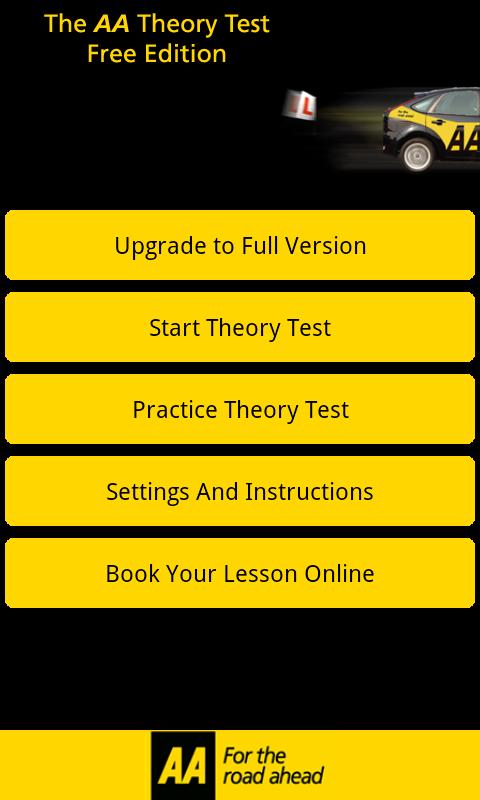 The AA Theory Test
Free Edition
L
AA
Upgrade to Full Version
Start Theory Test
Practice Theory Test
Settings And Instructions
Book Your Lesson Online
AA For the
road ahead